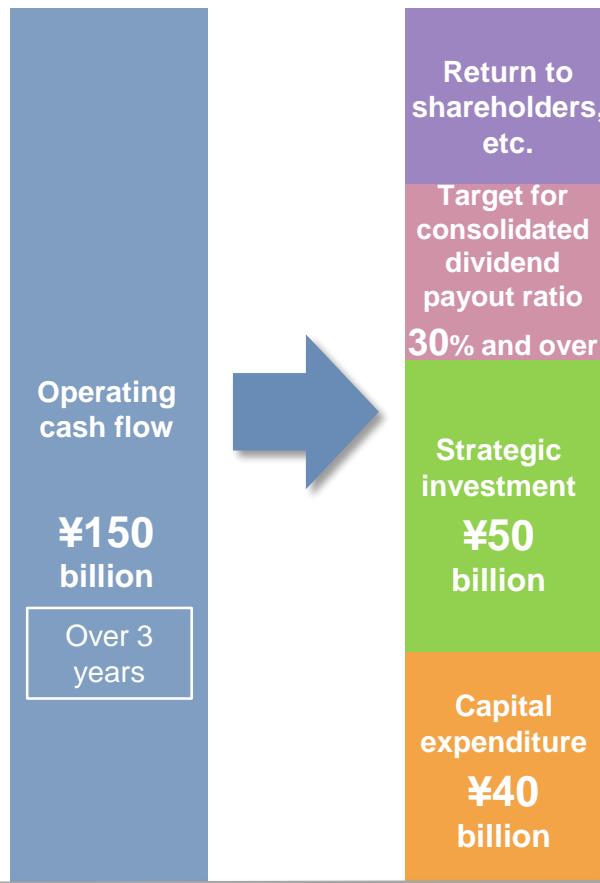 Operating
cash flow
¥150
billion
Over 3
years
Return to
shareholders,
etc.
Target for
consolidated
dividend
payout ratio
30% and over
Strategic
investment
¥50
billion
Capital
expenditure
¥40
billion